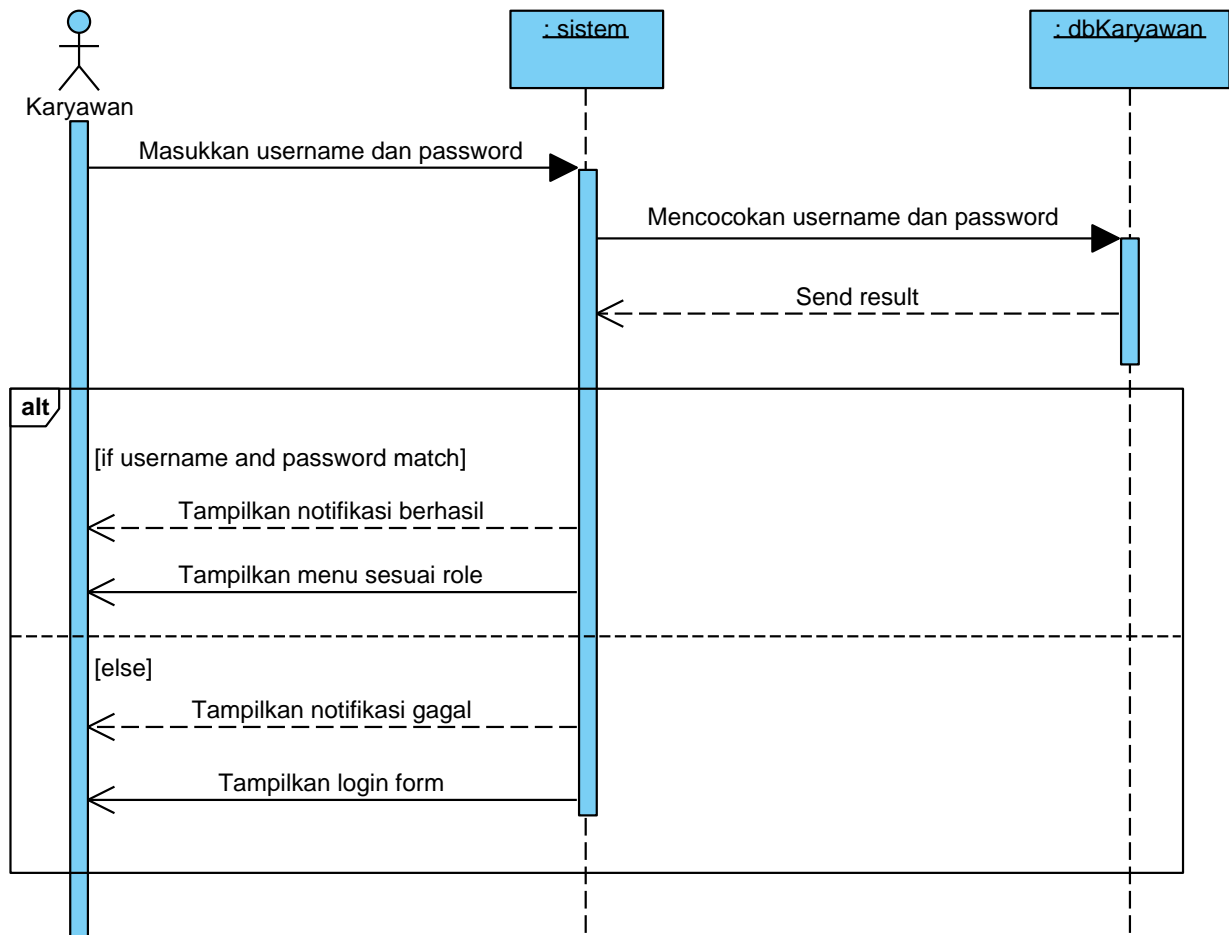 : sistem
: dbKaryawan
Karyawan
Masukkan username dan password
Mencocokan username dan password
Send result
alt
[if username and password match]
Tampilkan notifikasi berhasil
Tampilkan menu sesuai role
[else]
Tampilkan notifikasi gagal
Tampilkan login form